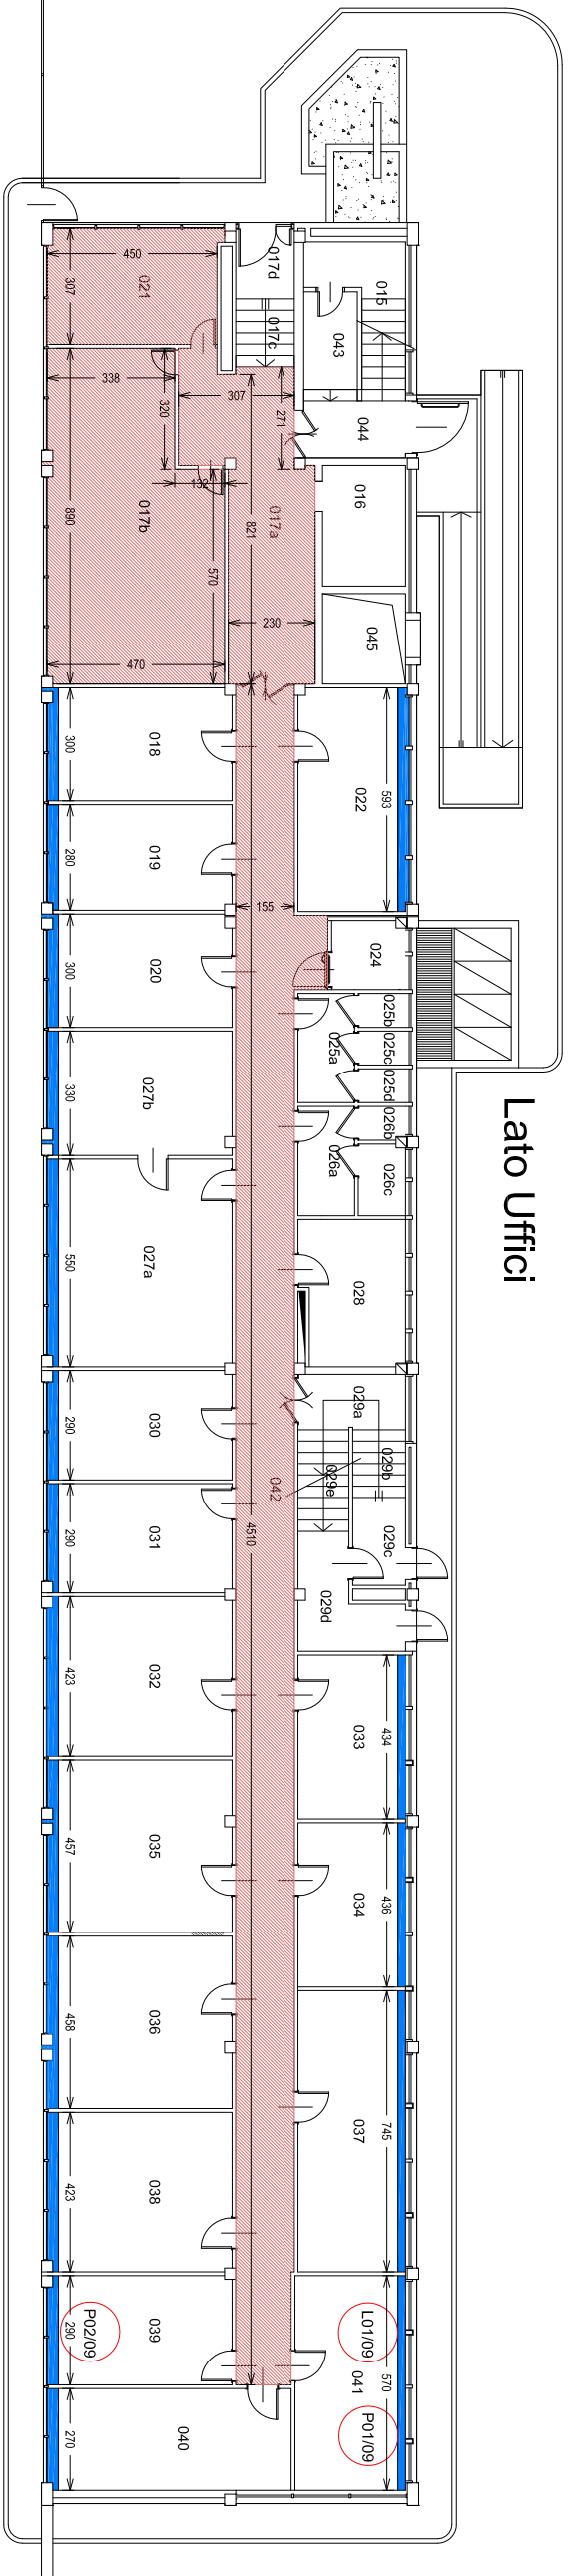 Lato Uffici
015
017d
017c
043
044
016
045
021
017a
017b
450
307
338
307
271
320
132
821
890
570
230
470
018
022
593
300
019
280
155
020
024
300
025b
025c
025a
025d
027b
330
026b
026a
026c
027a
550
028
029a
029b
029e
029c
029d
042
4510
030
290
031
290
032
423
033
434
035
457
034
436
036
458
037
745
038
423
039
290
P02/09
L01/09
041
570
P01/09
040
270